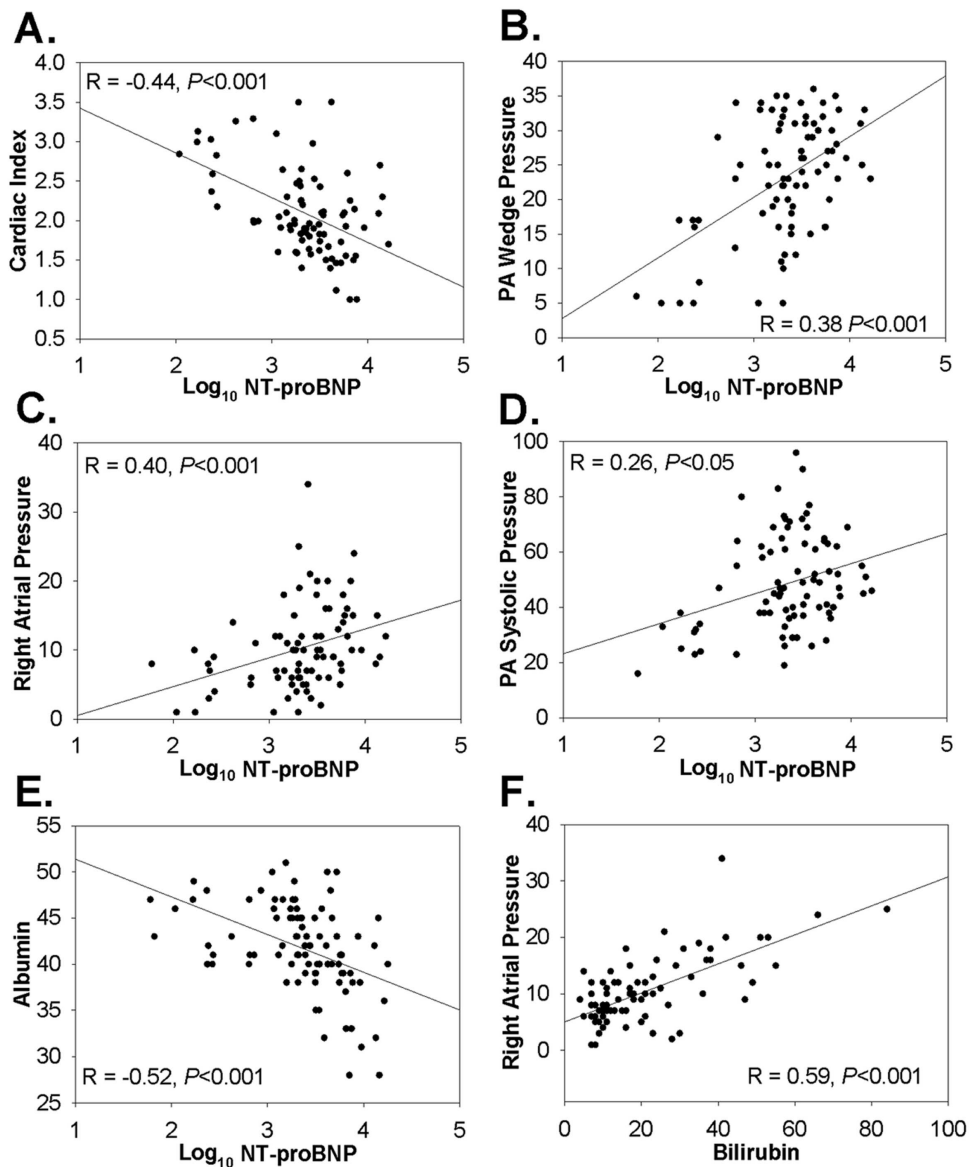 A.
R = -0.44, P<0.001
Cardiac Index
4.0
3.5
3.0
2.5
2.0
1.5
1.0
0.5
1 2 3 4 5
Log10 NT-proBNP
B.
PA Wedge Pressure
40
35
30
25
20
15
10
5
0
R = 0.38 P<0.001
1 2 3 4 5
Log10 NT-proBNP
C.
R = 0.40, P<0.001
Right Atrial Pressure
40
30
20
10
0
1 2 3 4 5
Log10 NT-proBNP
D.
R = 0.26, P<0.05
PA Systolic Pressure
100
80
60
40
20
0
1 2 3 4 5
Log10 NT-proBNP
E.
Albumin
55
50
45
40
35
30
25
R = -0.52, P<0.001
1 2 3 4 5
Log10 NT-proBNP
F.
Right Atrial Pressure
40
30
20
10
0
R = 0.59, P<0.001
0 20 40 60 80 100
Bilirubin